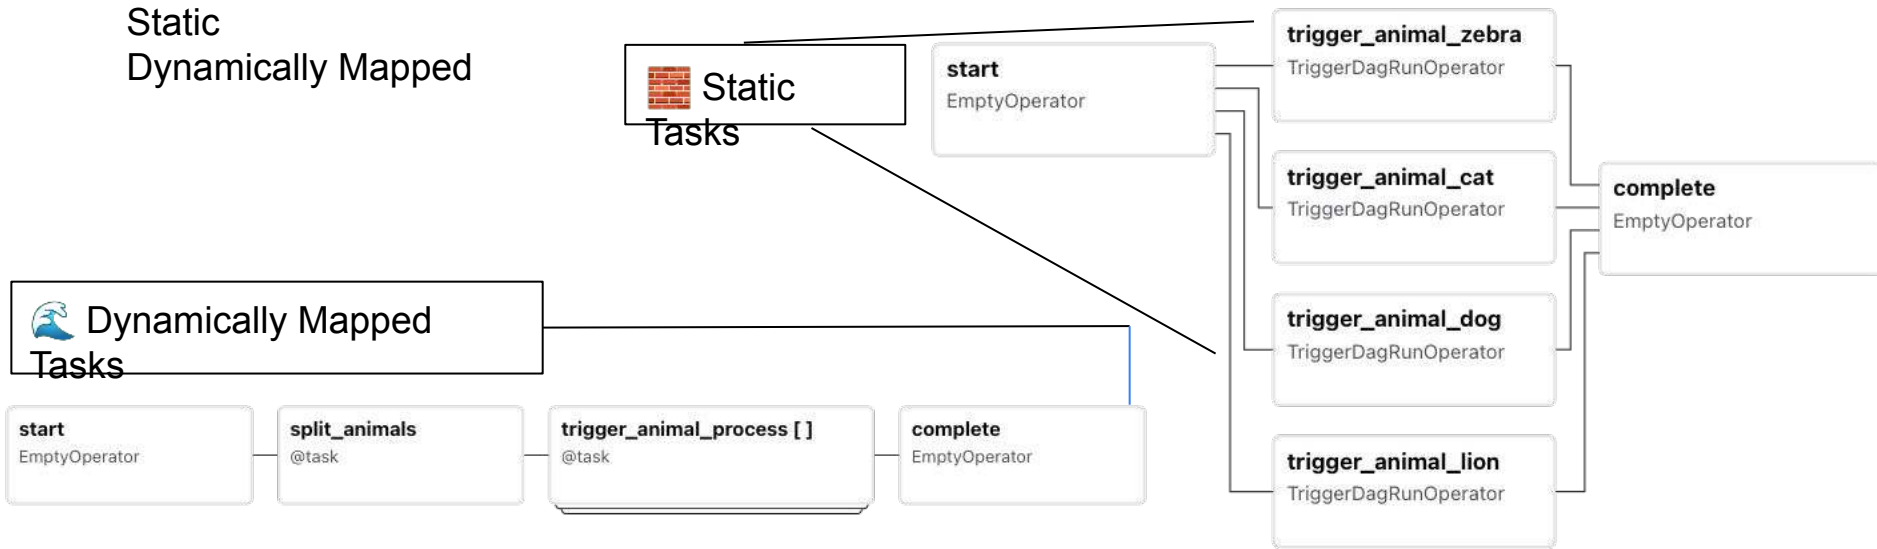 Static
Dynamically Mapped
🧱 Static
Tasks
start
EmptyOperator
trigger_animal_zebra
TriggerDagRunOperator
trigger_animal_cat
TriggerDagRunOperator
trigger_animal_dog
TriggerDagRunOperator
trigger_animal_lion
TriggerDagRunOperator
complete
EmptyOperator
🌊 Dynamically Mapped
Tasks
start
EmptyOperator
split_animals
@task
trigger_animal_process [ ]
@task
complete
EmptyOperator